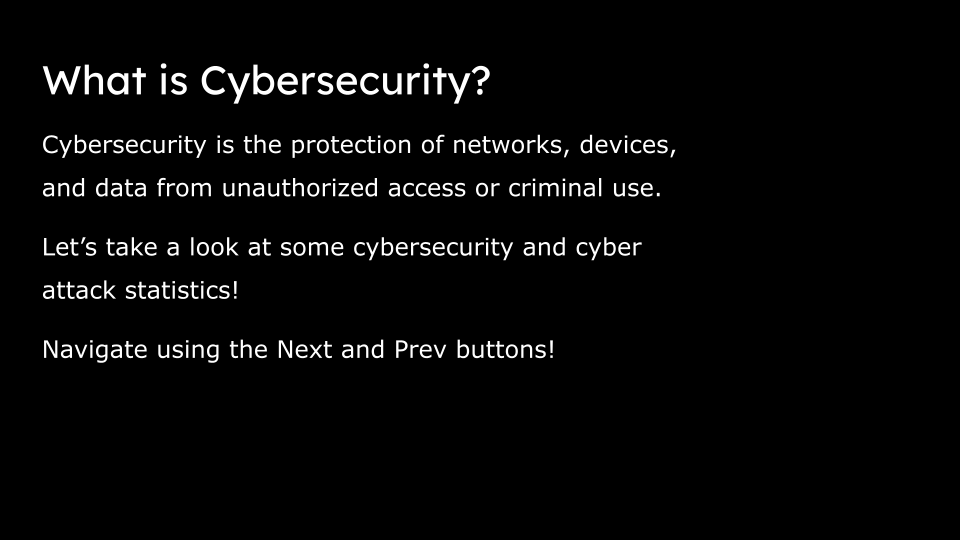 What is Cybersecurity?
Cybersecurity is the protection of networks, devices,
and data from unauthorized access or criminal use.
Let’s take a look at some cybersecurity and cyber
attack statistics!
Navigate using the Next and Prev buttons!